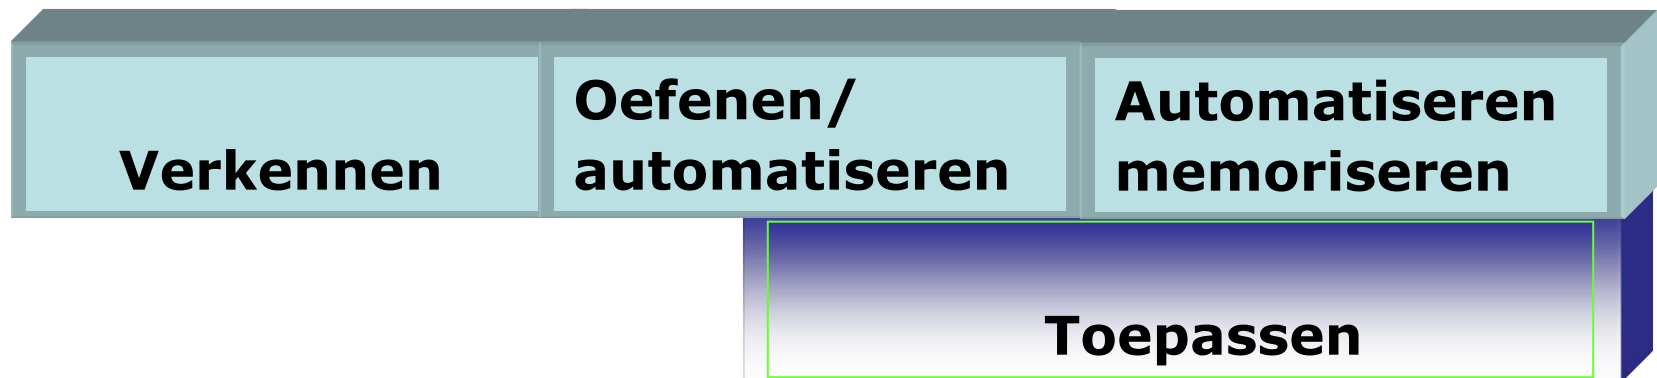 Verkennen
Oefenen/
automatiseren
Automatiseren
memoriseren
Toepassen